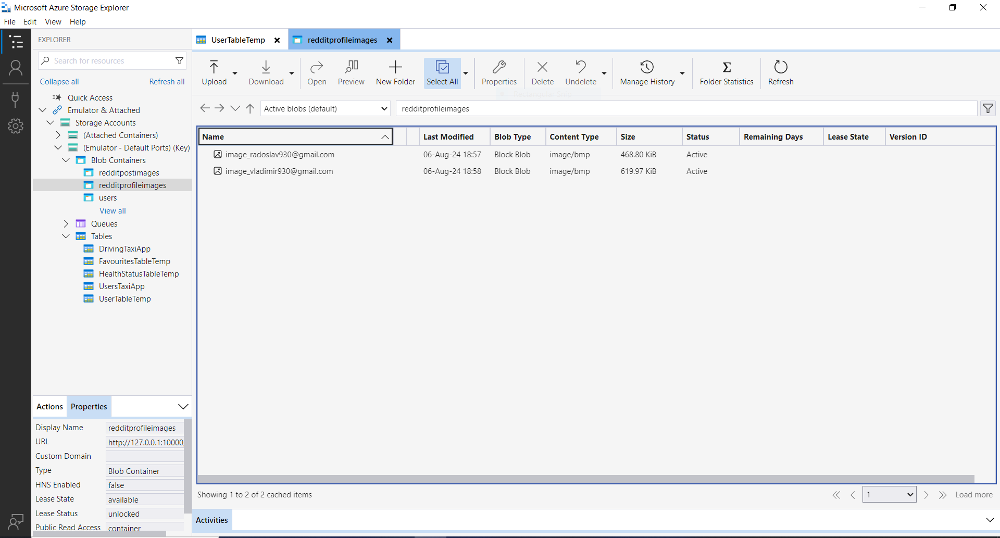 Microsoft Azure Storage Explorer
File Edit View Help
EXPLORER
Search for resources
Collapse all Refresh all
Quick Access
Emulator & Attached
Storage Accounts
(Attached Containers)
(Emulator - Default Ports) (Key)
Blob Containers
redditpostimages
redditprofileimages
users
View all
Queues
Tables
DrivingTaxiApp
FavouritesTableTemp
HealthStatusTableTemp
UsersTaxiApp
UserTableTemp
Actions Properties
Display Name redditprofileimages
URL http://127.0.0.1:10000
Custom Domain
Type Blob Container
HNS Enabled false
Lease State available
Lease Status unlocked
Public Read Access container
UserTableTemp redditprofileimages
Upload Download Open Preview New Folder Select All Properties Delete Undelete Manage History Folder Statistics Refresh
Rectangular Snip
Active blobs (default) redditprofileimages
Name Last Modified Blob Type Content Type Size Status Remaining Days Lease State Version ID
image_radoslav930@gmail.com 06-Aug-24 18:57 Block Blob image/bmp 468.80 KiB Active
image_vladimir930@gmail.com 06-Aug-24 18:58 Block Blob image/bmp 619.97 KiB Active
Showing 1 to 2 of 2 cached items 1 Load more
Activities